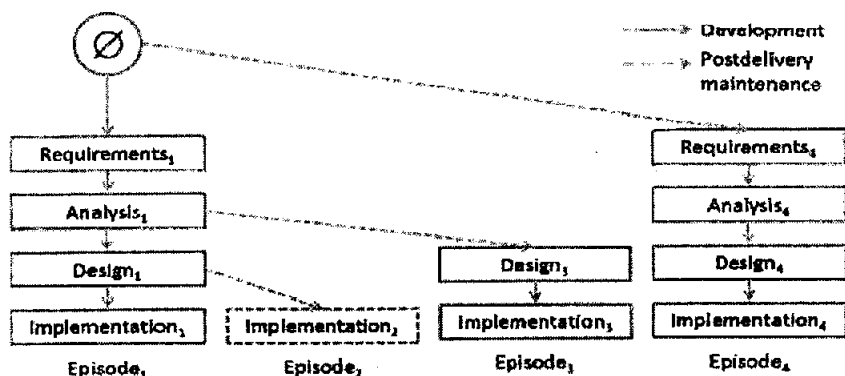 Ø
Development
Postdelivery
maintenance
Requirements₁
Requirements₄
Analysis₁
Analysis₄
Design₁
Design₃
Design₄
Implementation₁
Implementation₂
Implementation₃
Implementation₄
Episode₁
Episode₂
Episode₃
Episode₄